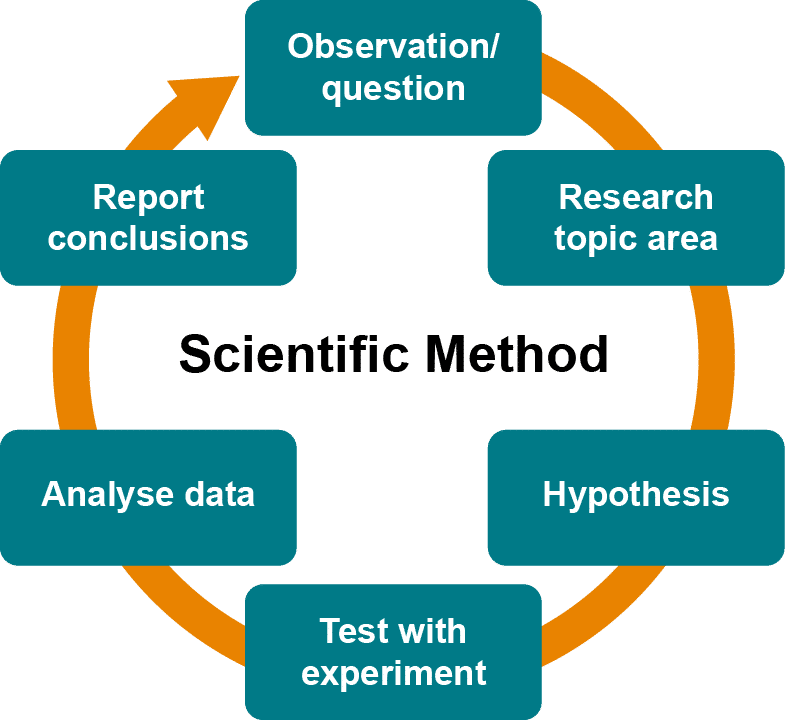 Observation/
question
Research
topic area
Hypothesis
Test with
experiment
Analyse data
Report
conclusions
Scientific Method